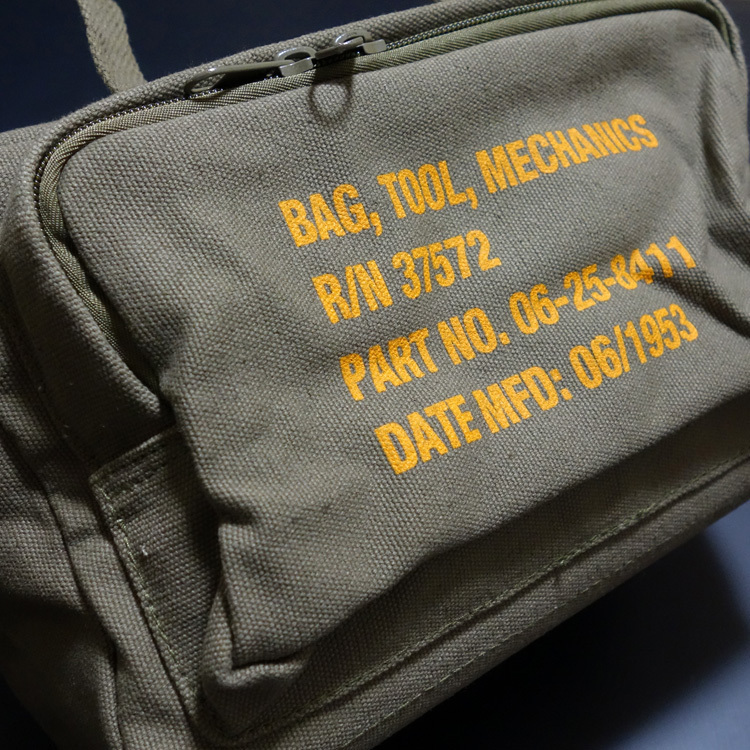 BAG, TOOL, MECHANICS
R/N 37572
PART NO. 06-25-8411
DATE MFD: 06/1953